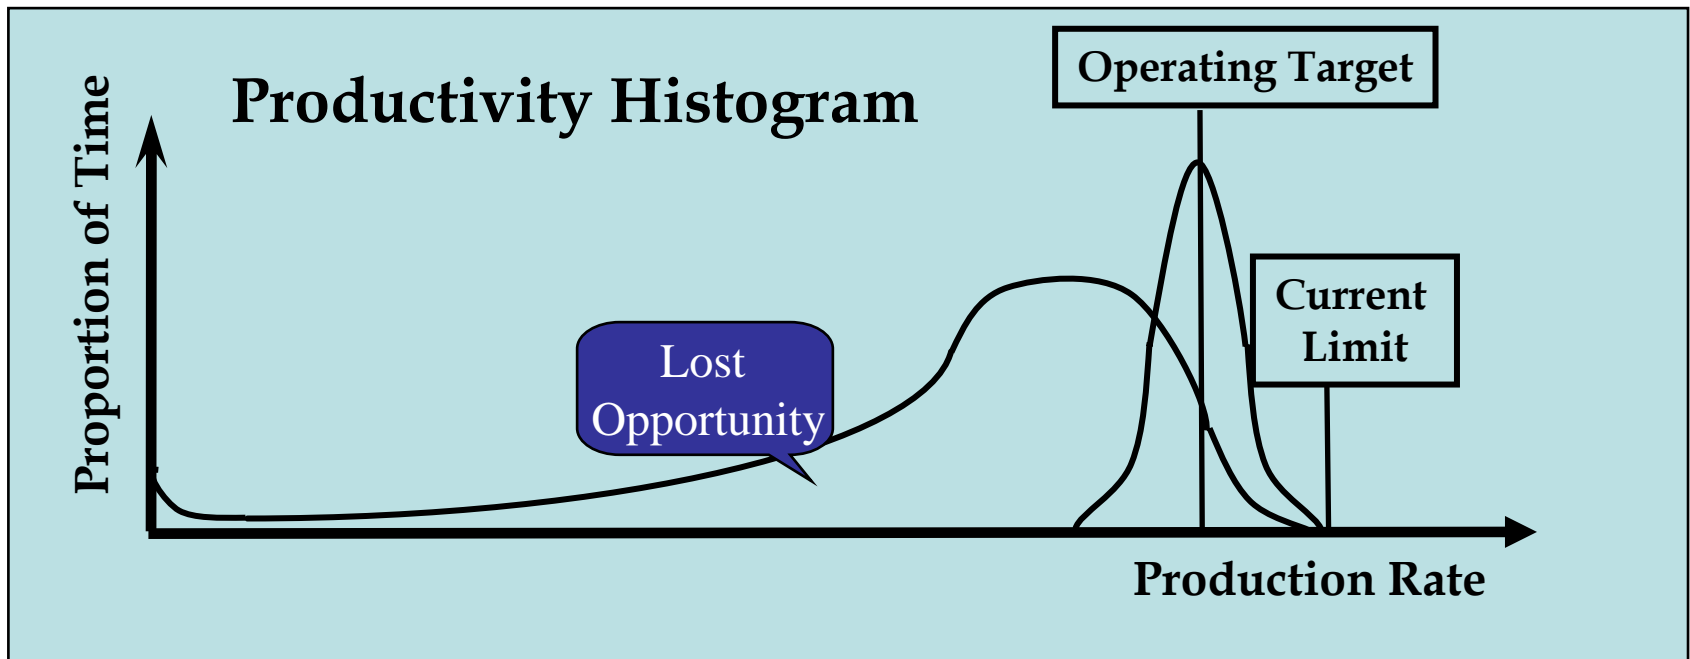 Operating Target
Productivity Histogram
Proportion of Time
Current
Limit
Lost
Opportunity
Production Rate